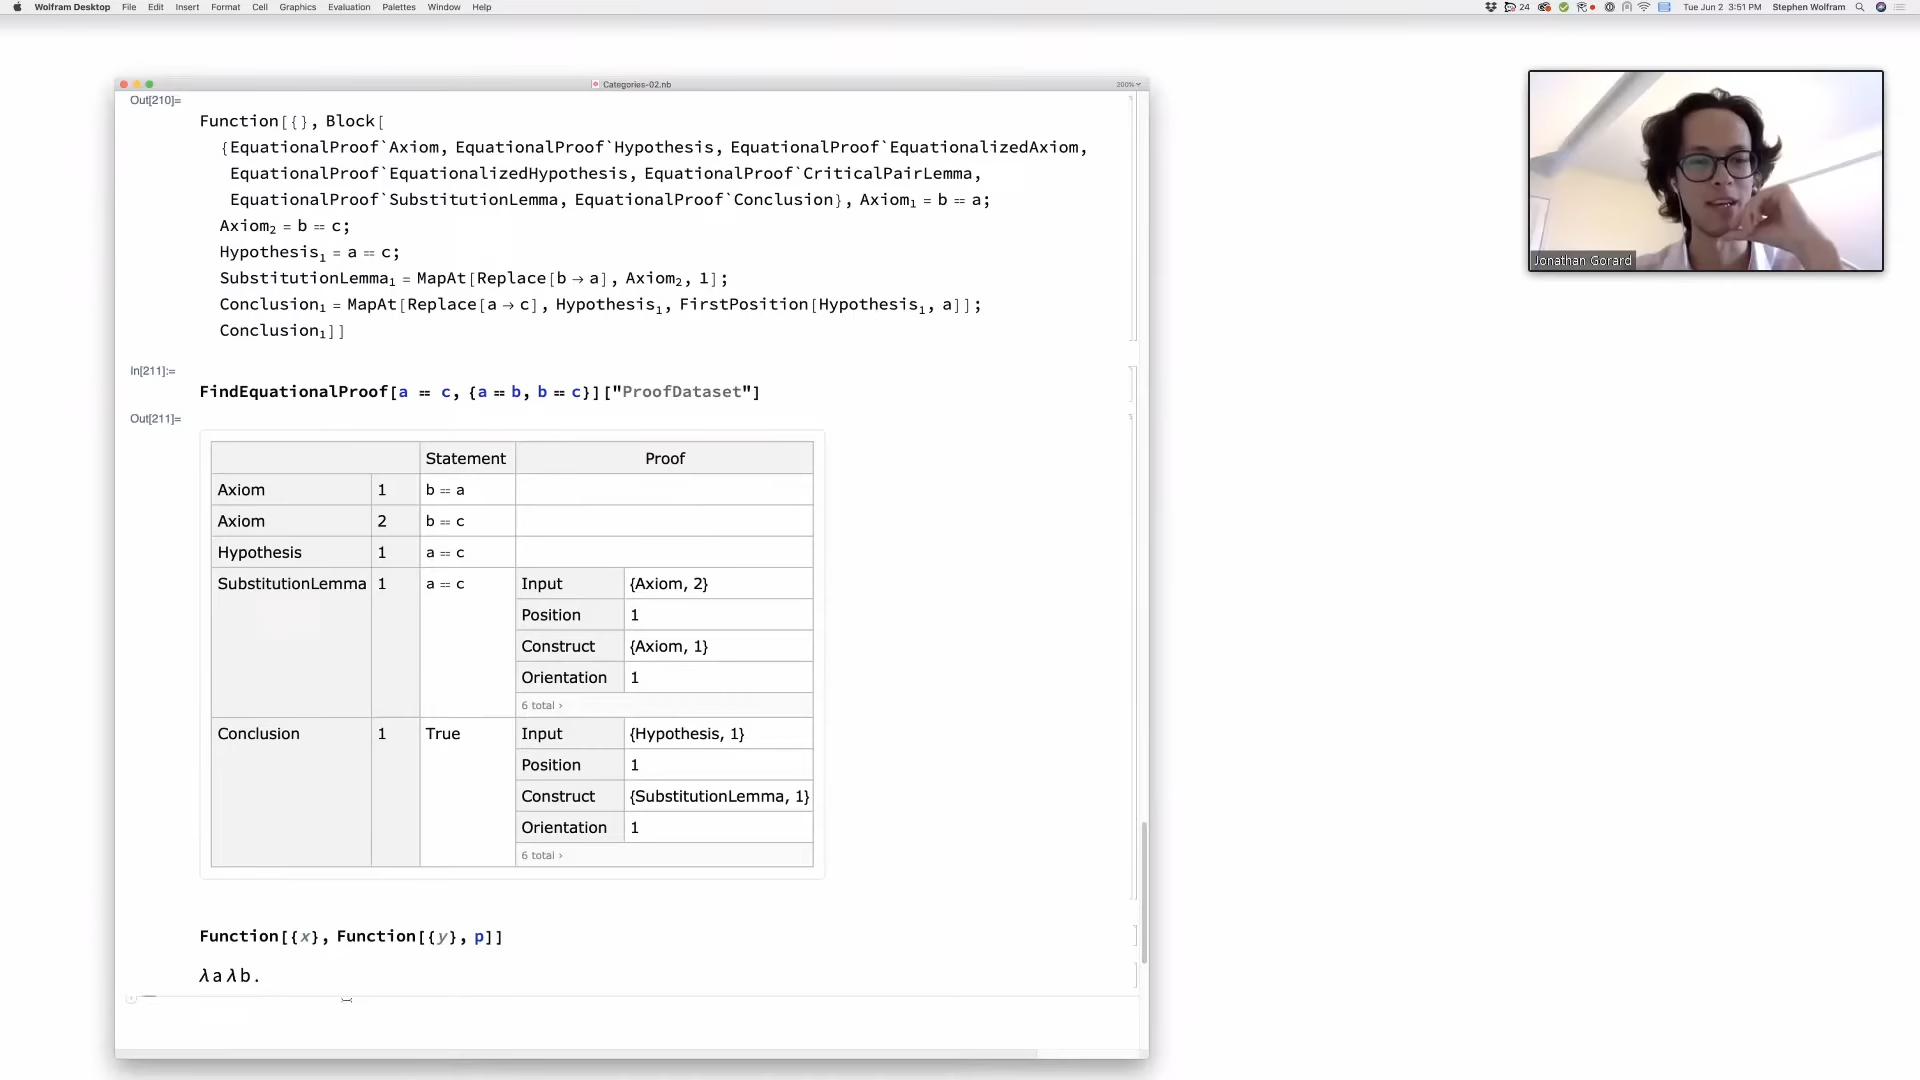 Wolfram Desktop File Edit Insert Format Cell Graphics Evaluation Palettes Window Help
24 Tue Jun 2 3:51 PM Stephen Wolfram
Categories-02.nb
200%
Out[210]=
Function[{}, Block[
{EquationalProof`Axiom, EquationalProof`Hypothesis, EquationalProof`EquationalizedAxiom,
EquationalProof`EquationalizedHypothesis, EquationalProof`CriticalPairLemma,
EquationalProof`SubstitutionLemma, EquationalProof`Conclusion}, Axiom₁ = b == a;
Axiom₂ = b == c;
Hypothesis₁ = a == c;
SubstitutionLemma₁ = MapAt[Replace[b → a], Axiom₂, 1];
Conclusion₁ = MapAt[Replace[a → c], Hypothesis₁, FirstPosition[Hypothesis₁, a]];
Conclusion₁]]
In[211]:=
FindEquationalProof[a == c, {a == b, b == c}]["ProofDataset"]
Out[211]=
Statement Proof
Axiom 1 b == a
Axiom 2 b == c
Hypothesis 1 a == c
SubstitutionLemma 1 a == c Input {Axiom, 2}
Position 1
Construct {Axiom, 1}
Orientation 1
6 total ›
Conclusion 1 True Input {Hypothesis, 1}
Position 1
Construct {SubstitutionLemma, 1}
Orientation 1
6 total ›
Function[{x}, Function[{y}, p]]
λ a λ b .
Jonathan Gorard